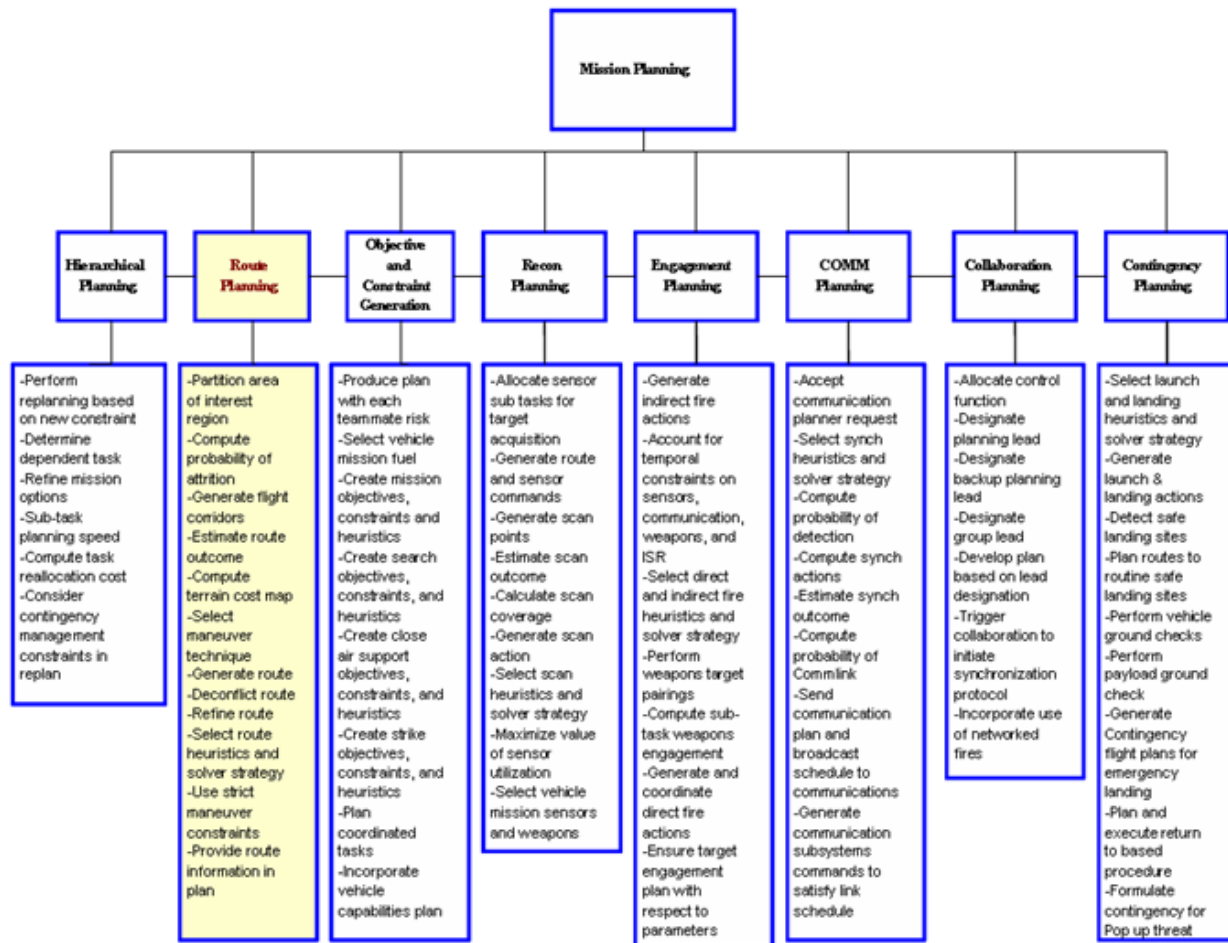 Mission Planning
Hierarchical
Planning
Route
Planning
Objective
and
Constraint
Generation
Recon
Planning
Engagement
Planning
COMM
Planning
Collaboration
Planning
Contingency
Planning
-Perform
replanning based
on new constraint
-Determine
dependent task
-Refine mission
options
-Sub-task
planning speed
-Compute task
reallocation cost
-Consider
contingency
management
constraints in
replan
-Partition area
of interest
region
-Compute
probability of
attrition
-Generate flight
corridors
-Estimate route
outcome
-Compute
terrain cost map
-Select
maneuver
technique
-Generate route
-Deconflict route
-Refine route
-Select route
heuristics and
solver strategy
-Use strict
maneuver
constraints
-Provide route
information in
plan
-Produce plan
with each
teammate risk
-Select vehicle
mission fuel
-Create mission
objectives,
constraints and
heuristics
-Create search
objectives,
constraints, and
heuristics
-Create close
air support
objectives,
constraints, and
heuristics
-Create strike
objectives,
constraints, and
heuristics
-Plan
coordinated
tasks
-Incorporate
vehicle
capabilities plan
-Allocate sensor
sub tasks for
target
acquisition
-Generate route
and sensor
commands
-Generate scan
points
-Estimate scan
outcome
-Calculate scan
coverage
-Generate scan
action
-Select scan
heuristics and
solver strategy
-Maximize value
of sensor
utilization
-Select vehicle
mission sensors
and weapons
-Generate
indirect fire
actions
-Account for
temporal
constraints on
sensors,
communication,
weapons, and
ISR
-Select direct
and indirect fire
heuristics and
solver strategy
-Perform
weapons target
pairings
-Compute sub-
task weapons
engagement
-Generate and
coordinate
direct fire
actions
-Ensure target
engagement
plan with
respect to
parameters
-Accept
communication
planner request
-Select synch
heuristics and
solver strategy
-Compute
probability of
detection
-Compute synch
actions
-Estimate synch
outcome
-Compute
probability of
Commlink
-Send
communication
plan and
broadcast
schedule to
communications
-Generate
communication
subsystems
commands to
satisfy link
schedule
-Allocate control
function
-Designate
planning lead
-Designate
backup planning
lead
-Designate
group lead
-Develop plan
based on lead
designation
-Trigger
collaboration to
initiate
synchronization
protocol
-Incorporate use
of networked
fires
-Select launch
and landing
heuristics and
solver strategy
-Generate
launch &
landing actions
-Detect safe
landing sites
-Plan routes to
routine safe
landing sites
-Perform vehicle
ground checks
-Perform
payload ground
check
-Generate
Contingency
flight plans for
emergency
landing
-Plan and
execute return
to based
procedure
-Formulate
contingency for
Pop up threat